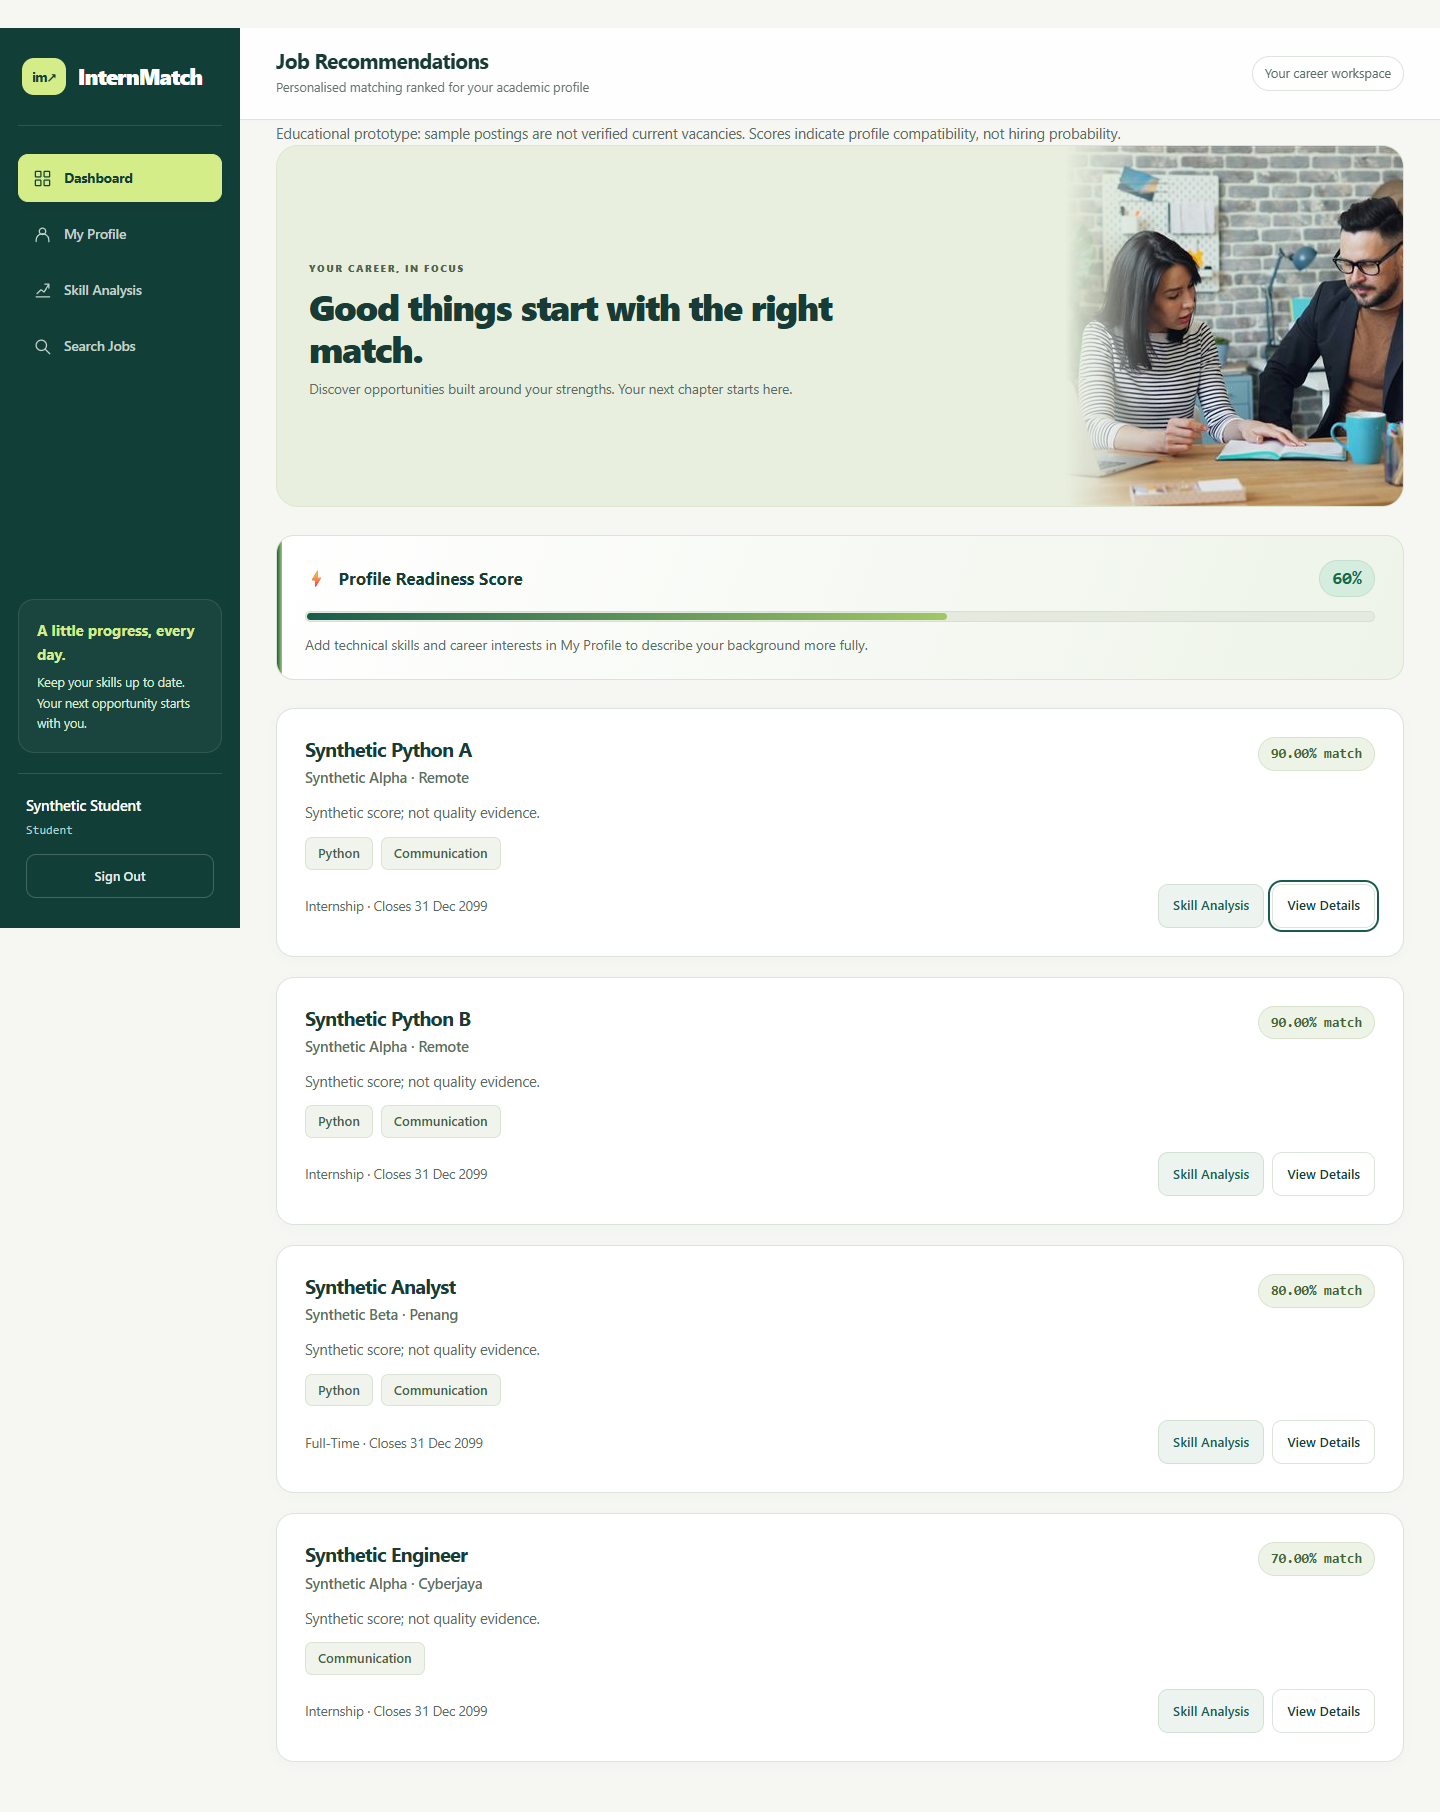 im↗ InternMatch
Dashboard
My Profile
Skill Analysis
Search Jobs
A little progress, every
day.
Keep your skills up to date.
Your next opportunity starts
with you.
Synthetic Student
Student
Sign Out
Job Recommendations
Personalised matching ranked for your academic profile
Your career workspace
Educational prototype: sample postings are not verified current vacancies. Scores indicate profile compatibility, not hiring probability.
YOUR CAREER, IN FOCUS
Good things start with the right
match.
Discover opportunities built around your strengths. Your next chapter starts here.
Profile Readiness Score
60%
Add technical skills and career interests in My Profile to describe your background more fully.
Synthetic Python A
90.00% match
Synthetic Alpha · Remote
Synthetic score; not quality evidence.
Python Communication
Internship · Closes 31 Dec 2099
Skill Analysis View Details
Synthetic Python B
90.00% match
Synthetic Alpha · Remote
Synthetic score; not quality evidence.
Python Communication
Internship · Closes 31 Dec 2099
Skill Analysis View Details
Synthetic Analyst
80.00% match
Synthetic Beta · Penang
Synthetic score; not quality evidence.
Python Communication
Full-Time · Closes 31 Dec 2099
Skill Analysis View Details
Synthetic Engineer
70.00% match
Synthetic Alpha · Cyberjaya
Synthetic score; not quality evidence.
Communication
Internship · Closes 31 Dec 2099
Skill Analysis View Details